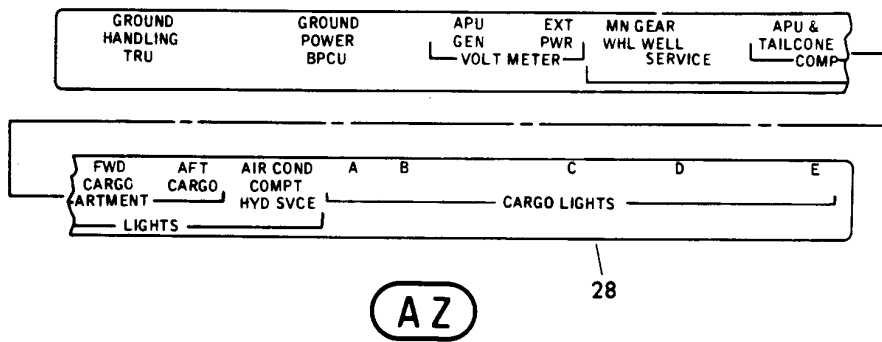 GROUND GROUND APU EXT MN GEAR APU &
HANDLING POWER GEN PWR WHL WELL TAILCONE
TRU BPCU VOLT METER SERVICE COMP
FWD AFT AIR COND A B C D E
CARGO CARGO COMPT
ARTMENT HYD SVCE CARGO LIGHTS
LIGHTS
28
AZ